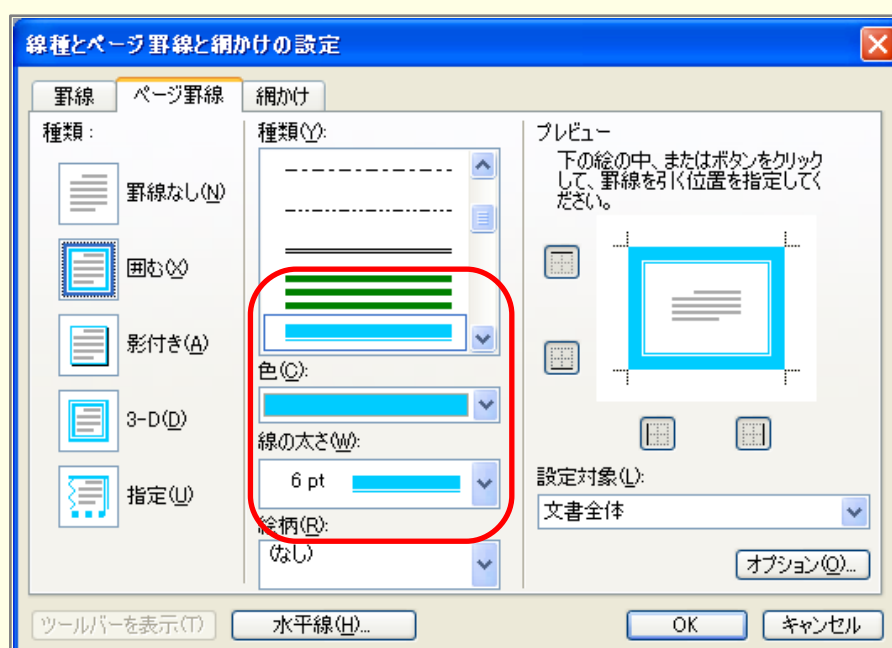 線種とページ罫線と網かけの設定
罫線
ページ罫線
網かけ
種類:
罫線なし(N)
囲む(X)
影付き(A)
3-D(D)
指定(U)
種類(Y):
色(C):
線の太さ(W):
6 pt
絵柄(R):
(なし)
プレビュー
下の絵の中、またはボタンをクリック
して、罫線を引く位置を指定してく
ださい。
設定対象(L):
文書全体
オプション(O)...
ツールバーを表示(T)
水平線(H)...
OK
キャンセル